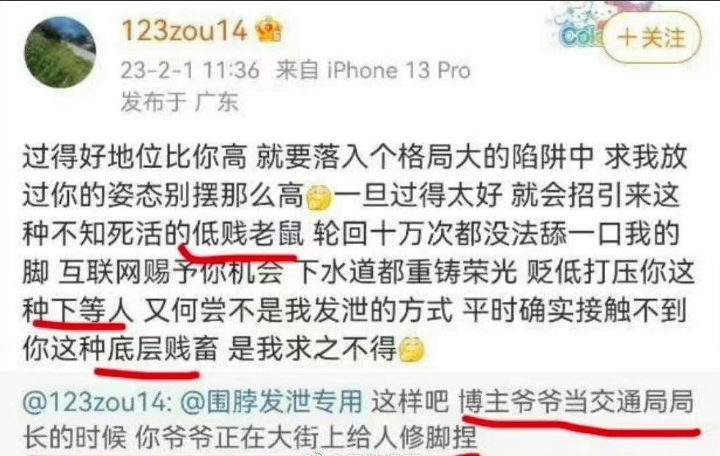 123zou14
Col
+关注
23-2-1 11:36 来自 iPhone 13 Pro
发布于 广东
过得好地位比你高 就要落入个格局大的陷阱中 求我放
过你的姿态别摆那么高 一旦过得太好 就会招引来这
种不知死活的低贱老鼠 轮回十万次都没法舔一口我的
脚 互联网赐予你机会 下水道都重铸荣光 贬低打压你这
种下等人 又何尝不是我发泄的方式 平时确实接触不到
你这种底层贱畜 是我求之不得
@123zou14: @围脖发泄专用 这样吧 博主爷爷当交通局局
长的时候 你爷爷正在大街上给人修脚捏